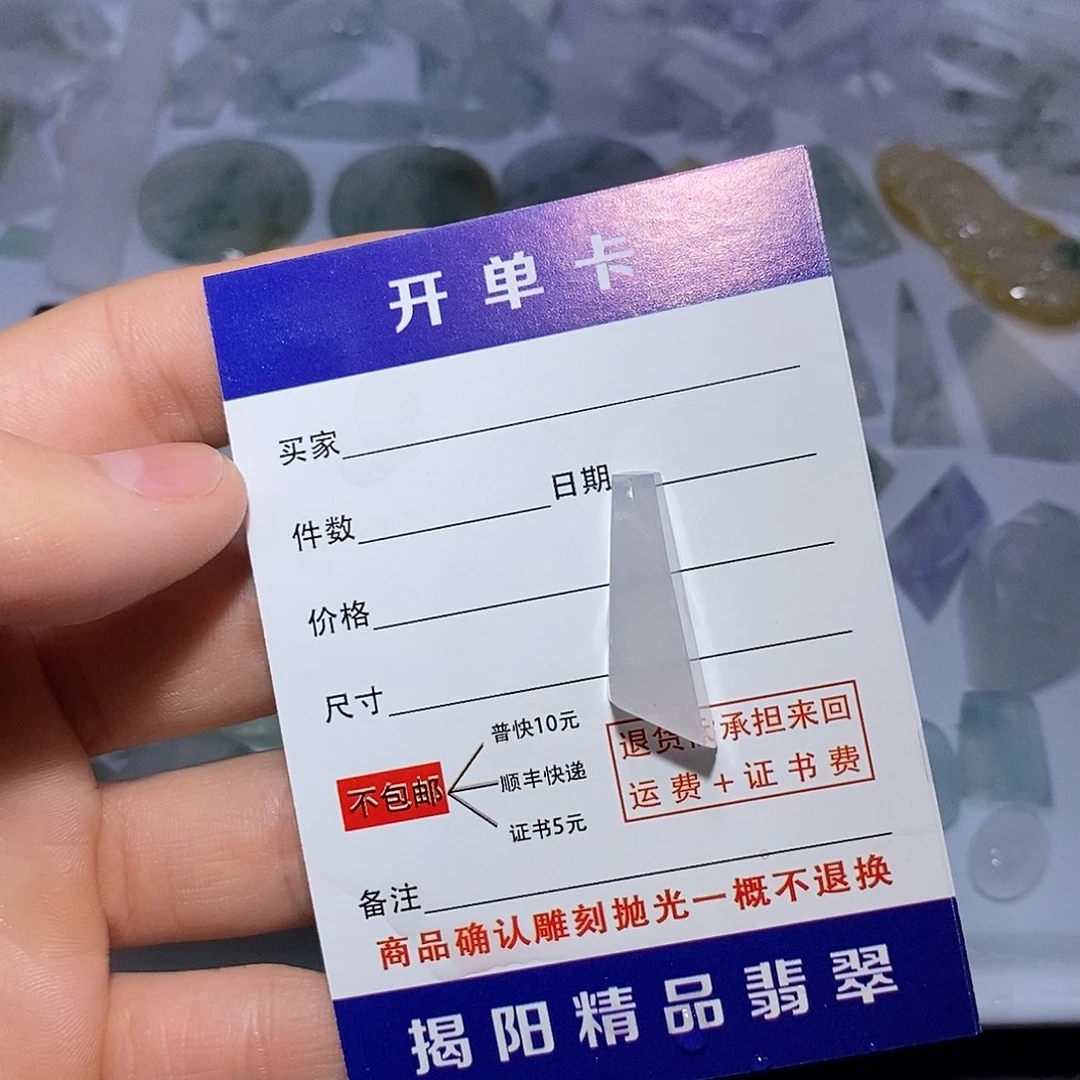 开单卡
买家
件数 日期
价格
尺寸
普快10元
不包邮 顺丰快递
证书5元
退货 承担来回
运费+证书费
备注
商品确认雕刻抛光一概不退换
揭阳精品翡翠